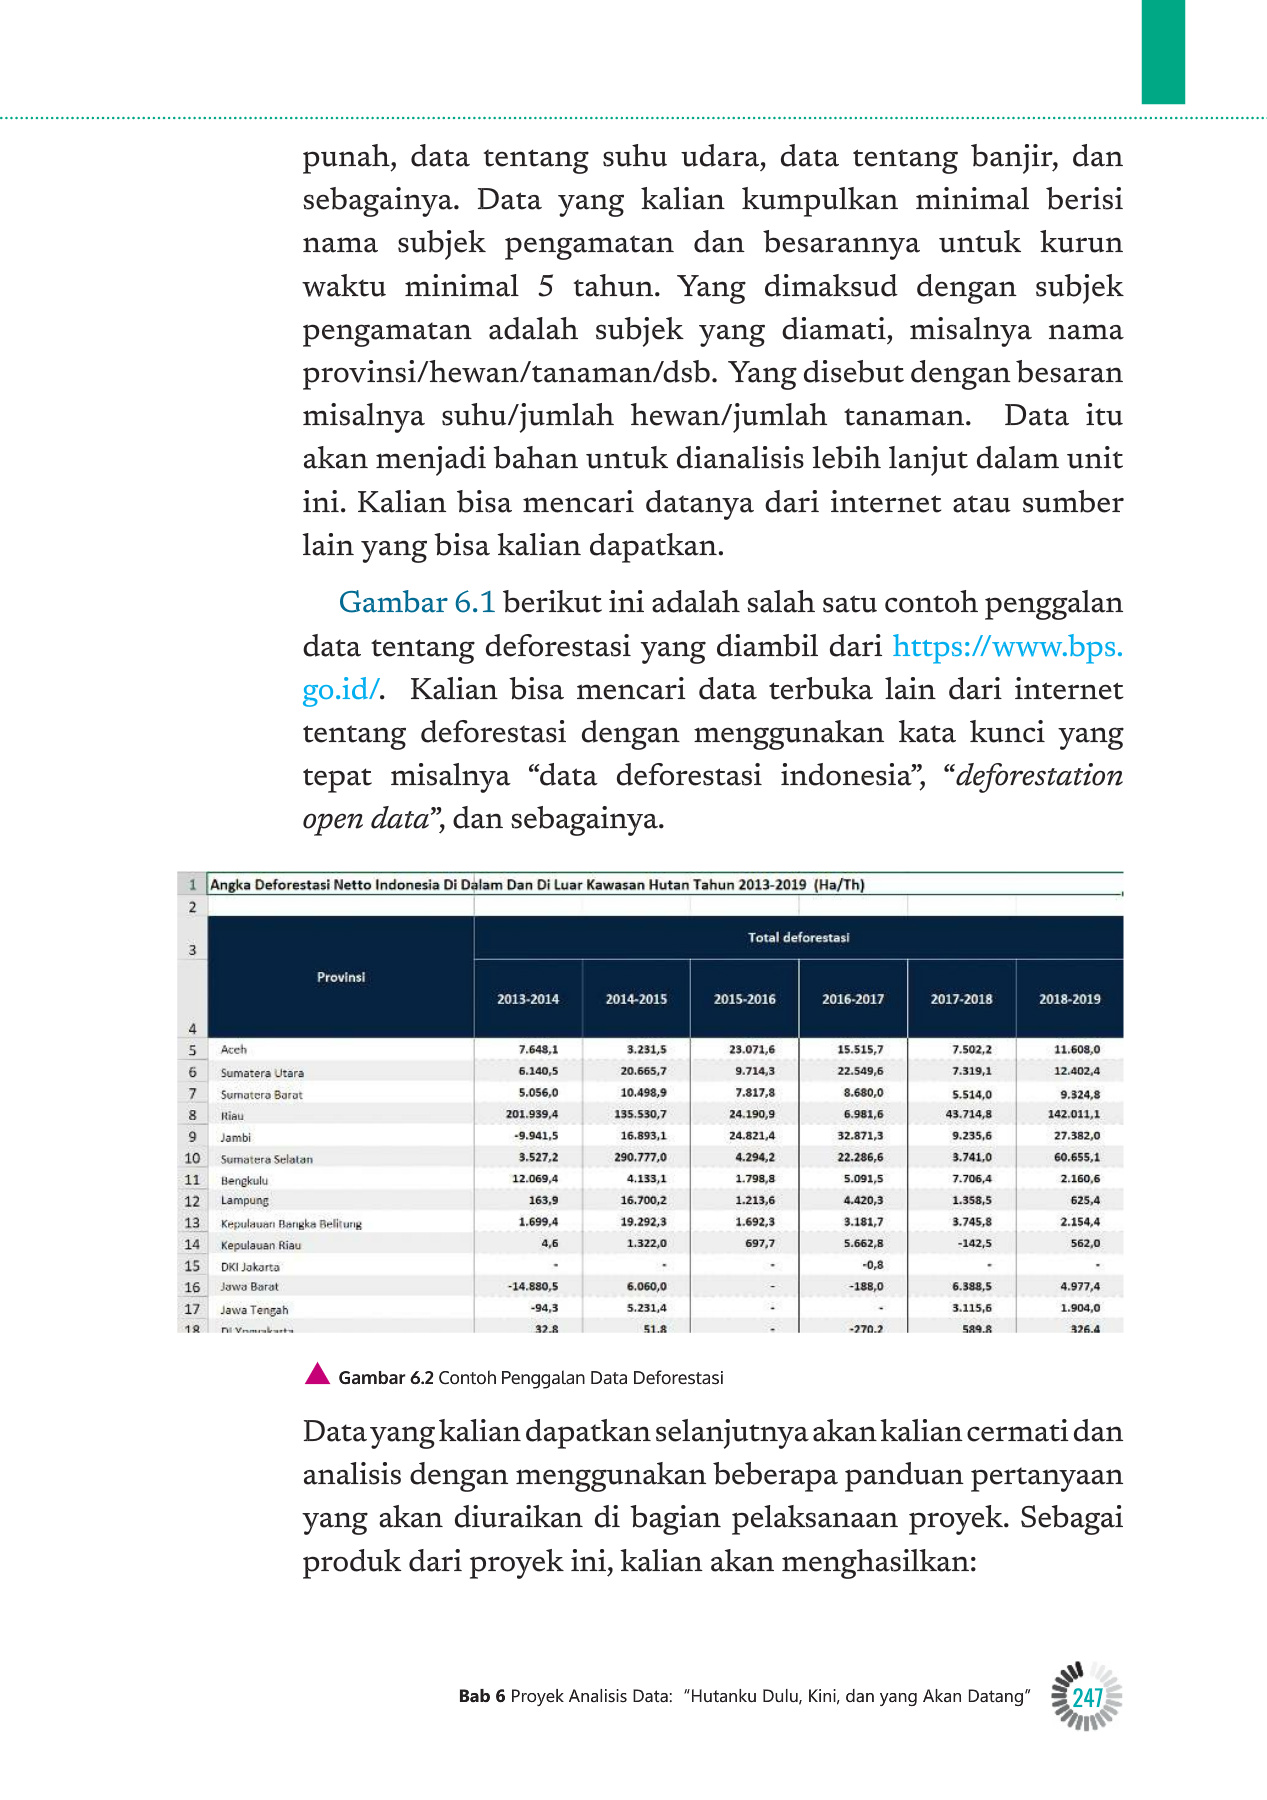 punah, data tentang suhu udara, data tentang banjir, dan
sebagainya. Data yang kalian kumpulkan minimal berisi
nama subjek pengamatan dan besarannya untuk kurun
waktu minimal 5 tahun. Yang dimaksud dengan subjek
pengamatan adalah subjek yang diamati, misalnya nama
provinsi/hewan/tanaman/dsb. Yang disebut dengan besaran
misalnya suhu/jumlah hewan/jumlah tanaman. Data itu
akan menjadi bahan untuk dianalisis lebih lanjut dalam unit
ini. Kalian bisa mencari datanya dari internet atau sumber
lain yang bisa kalian dapatkan.
Gambar 6.1 berikut ini adalah salah satu contoh penggalan
data tentang deforestasi yang diambil dari https://www.bps.
go.id/. Kalian bisa mencari data terbuka lain dari internet
tentang deforestasi dengan menggunakan kata kunci yang
tepat misalnya “data deforestasi indonesia”, “deforestation
open data”, dan sebagainya.
1 Angka Deforestasi Netto Indonesia Di Dalam Dan Di Luar Kawasan Hutan Tahun 2013-2019 (Ha/Th)
2
3 Total deforestasi
Provinsi
4 2013-2014 2014-2015 2015-2016 2016-2017 2017-2018 2018-2019
5 Aceh 7.648,1 3.231,5 23.071,6 15.515,7 7.502,2 11.608,0
6 Sumatera Utara 6.140,5 20.665,7 9.714,3 22.549,6 7.319,1 12.402,4
7 Sumatera Barat 5.056,0 10.498,9 7.817,8 8.680,0 5.514,0 9.324,8
8 Riau 201.939,4 135.530,7 24.190,9 6.981,6 43.714,8 142.011,1
9 Jambi -9.941,5 16.893,1 24.821,4 32.871,3 9.235,6 27.382,0
10 Sumatera Selatan 3.527,2 290.777,0 4.294,2 22.286,6 3.741,0 60.655,1
11 Bengkulu 12.069,4 4.133,1 1.798,8 5.091,5 7.706,4 2.160,6
12 Lampung 163,9 16.700,2 1.213,6 4.420,3 1.358,5 625,4
13 Kepulauan Bangka Belitung 1.699,4 19.292,3 1.692,3 3.181,7 3.745,8 2.154,4
14 Kepulauan Riau 4,6 1.322,0 697,7 5.662,8 -142,5 562,0
15 DKI Jakarta - - - -0,8 - -
16 Jawa Barat -14.880,5 6.060,0 - -188,0 6.388,5 4.977,4
17 Jawa Tengah -94,3 5.231,4 - - 3.115,6 1.904,0
18 DI Yogyakarta 32,8 51,8 - -270,2 589,8 326,4
Gambar 6.2 Contoh Penggalan Data Deforestasi
Data yang kalian dapatkan selanjutnya akan kalian cermati dan
analisis dengan menggunakan beberapa panduan pertanyaan
yang akan diuraikan di bagian pelaksanaan proyek. Sebagai
produk dari proyek ini, kalian akan menghasilkan:
Bab 6 Proyek Analisis Data: “Hutanku Dulu, Kini, dan yang Akan Datang” 247